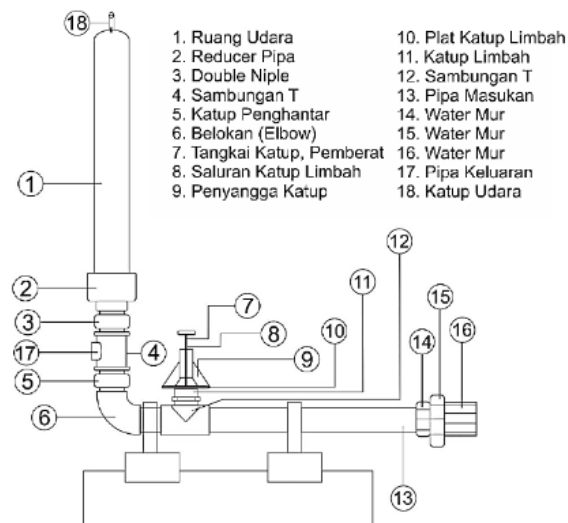 18
1. Ruang Udara
2. Reducer Pipa
3. Double Niple
4. Sambungan T
5. Katup Penghantar
6. Belokan (Elbow)
7. Tangkai Katup, Pemberat
8. Saluran Katup Limbah
9. Penyangga Katup
10. Plat Katup Limbah
11. Katup Limbah
12. Sambungan T
13. Pipa Masukan
14. Water Mur
15. Water Mur
16. Water Mur
17. Pipa Keluaran
18. Katup Udara
1
2
3
17
4
5
6
7
8
9
10
11
12
14
15
16
13